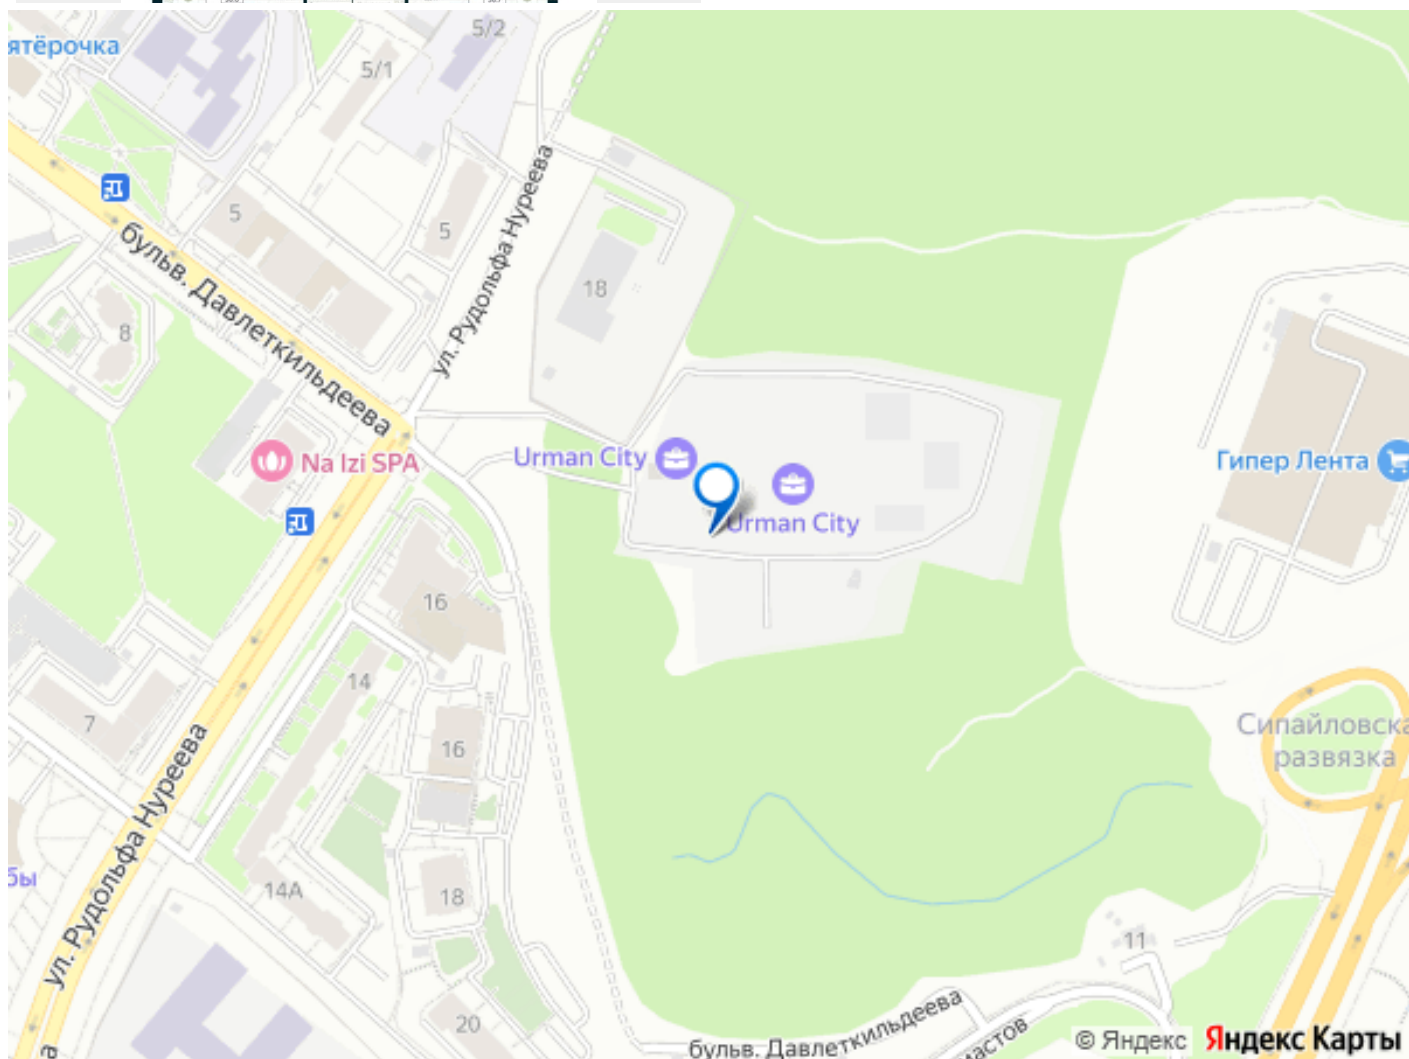 5/2
ятёрочка
5/1
5
5
ул. Рудольфа Нуреева
бульв. Давлеткильдеева
18
8
Urman City
Na Izi SPA
Гипер Лента
Urman City
16
14
7
16
Сипайловска
развязка
ул. Рудольфа Нуреева
бы
14А
18
11
20
бульв. Давлеткильдеева
мастов
а
© Яндекс Яндекс Карты